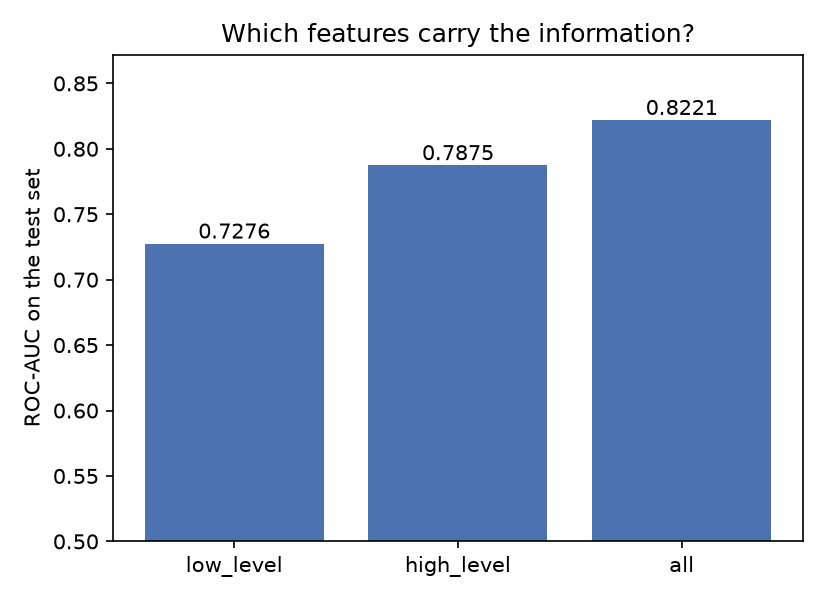 Which features carry the information?
ROC-AUC on the test set
0.85
0.80
0.75
0.70
0.65
0.60
0.55
0.50
0.7276
0.7875
0.8221
low_level
high_level
all